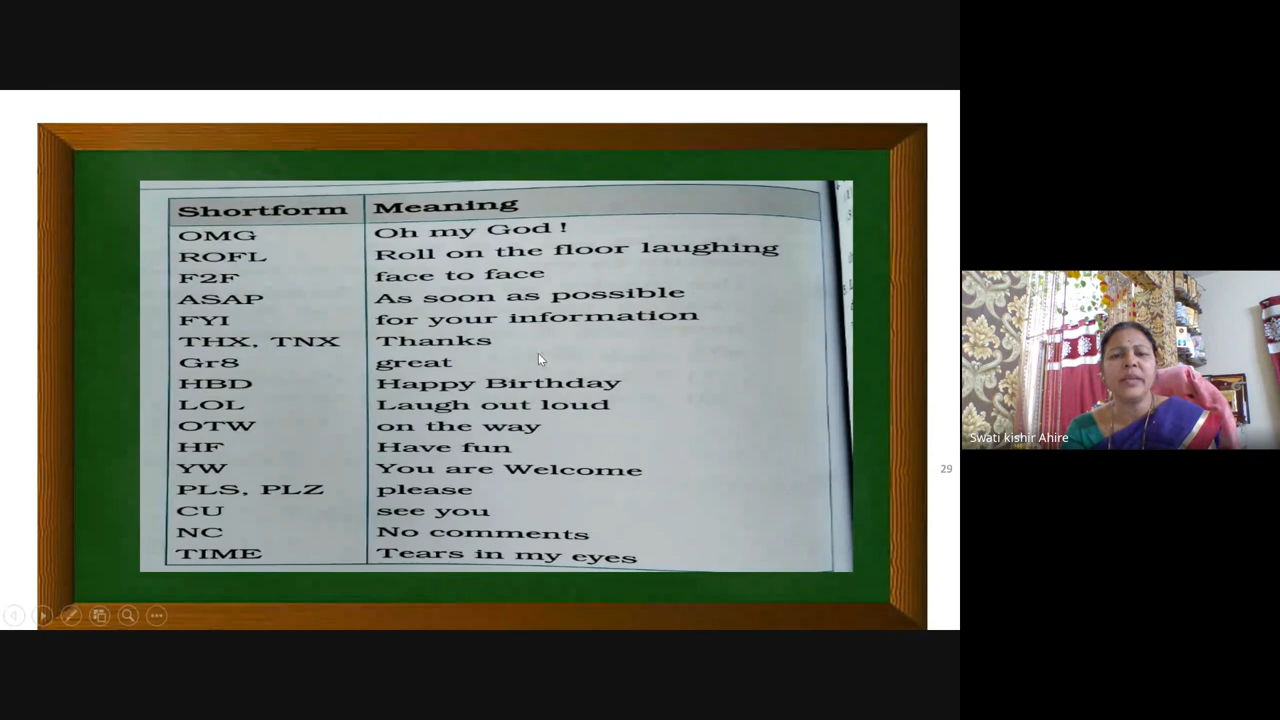 Shortform Meaning
OMG Oh my God !
ROFL Roll on the floor laughing
F2F face to face
ASAP As soon as possible
FYI for your information
THX, TNX Thanks
Gr8 great
HBD Happy Birthday
LOL Laugh out loud
OTW on the way
HF Have fun
YW You are Welcome
PLS, PLZ please
CU see you
NC No comments
TIME Tears in my eyes
29
Swati kishir Ahire